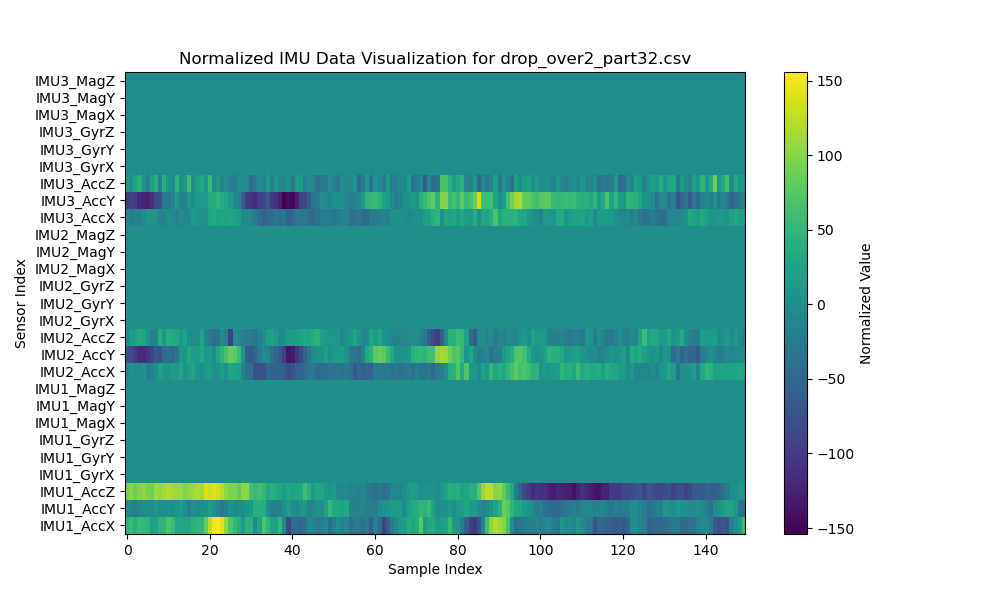 Normalized IMU Data Visualization for drop_over2_part32.csv
IMU3_MagZ
IMU3_MagY
IMU3_MagX
IMU3_GyrZ
IMU3_GyrY
IMU3_GyrX
IMU3_AccZ
IMU3_AccY
IMU3_AccX
IMU2_MagZ
IMU2_MagY
IMU2_MagX
IMU2_GyrZ
IMU2_GyrY
IMU2_GyrX
IMU2_AccZ
IMU2_AccY
IMU2_AccX
IMU1_MagZ
IMU1_MagY
IMU1_MagX
IMU1_GyrZ
IMU1_GyrY
IMU1_GyrX
IMU1_AccZ
IMU1_AccY
IMU1_AccX
Sensor Index
0 20 40 60 80 100 120 140
Sample Index
150
100
50
0
−50
−100
−150
Normalized Value